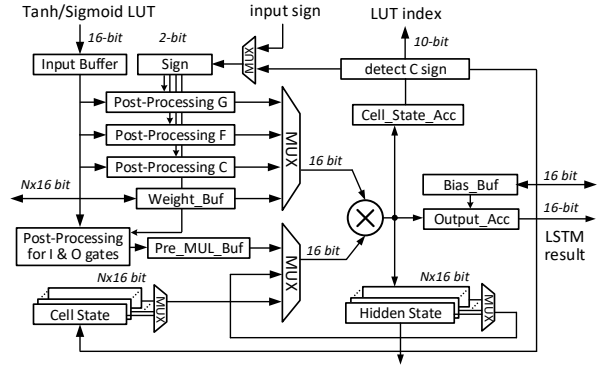 Tanh/Sigmoid LUT
input sign
LUT index
16-bit
2-bit
10-bit
MUX
Input Buffer
Sign
detect C sign
Post-Processing G
Cell_State_Acc
Post-Processing F
MUX
Post-Processing C
16 bit
16 bit
Nx16 bit
Weight_Buf
Bias_Buf
16-bit
Output_Acc
Post-Processing
for I & O gates
Pre_MUL_Buf
16 bit
LSTM
result
MUX
Nx16 bit
Nx16 bit
MUX
MUX
Cell State
Hidden State